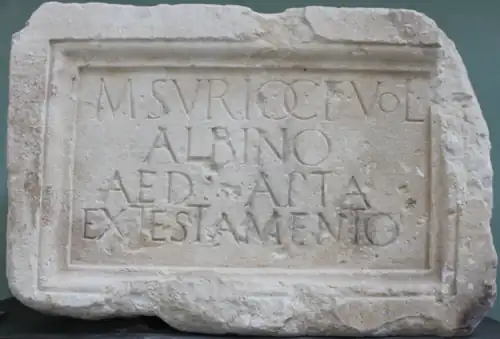 M·SVRIO·C·F·VOL
ALBINO
AED·APTA
EX TESTAMENTO